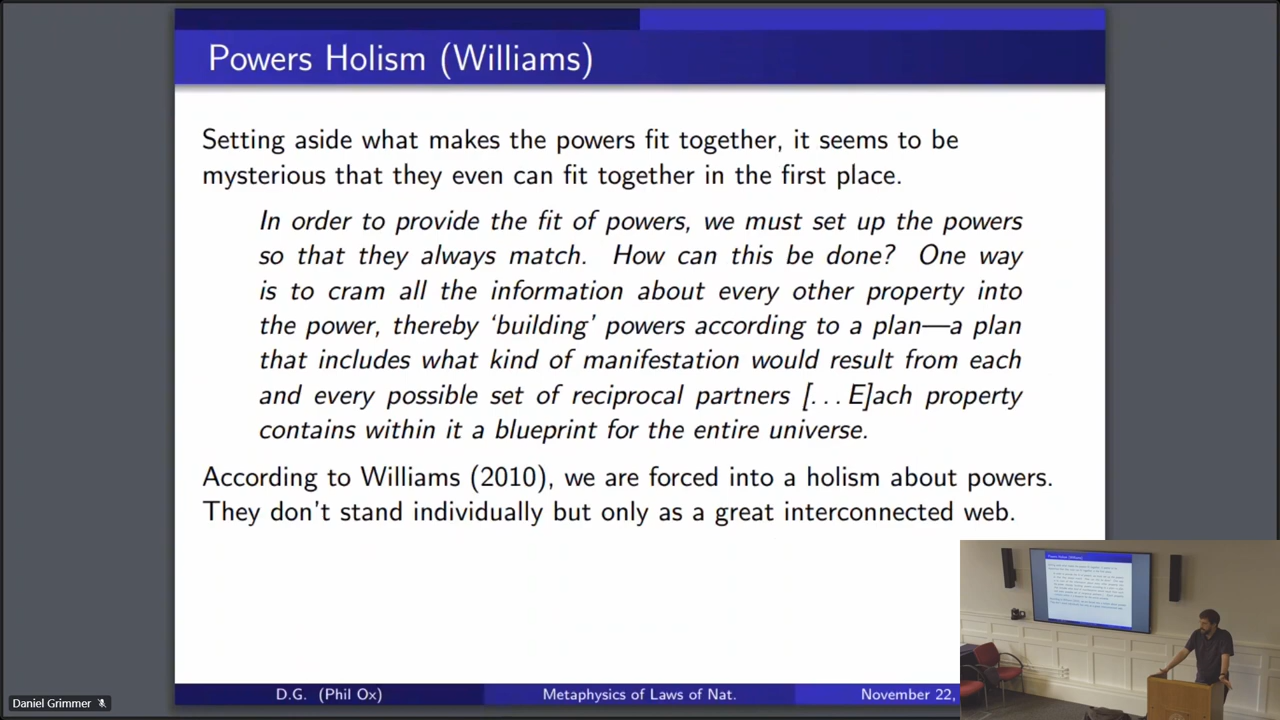 Powers Holism (Williams)
Setting aside what makes the powers fit together, it seems to be
mysterious that they even can fit together in the first place.
In order to provide the fit of powers, we must set up the powers
so that they always match. How can this be done? One way
is to cram all the information about every other property into
the power, thereby ‘building’ powers according to a plan—a plan
that includes what kind of manifestation would result from each
and every possible set of reciprocal partners [. . . E]ach property
contains within it a blueprint for the entire universe.
According to Williams (2010), we are forced into a holism about powers.
They don't stand individually but only as a great interconnected web.
D.G. (Phil Ox)
Metaphysics of Laws of Nat.
November 22,
Daniel Grimmer
Powers Holism (Williams)